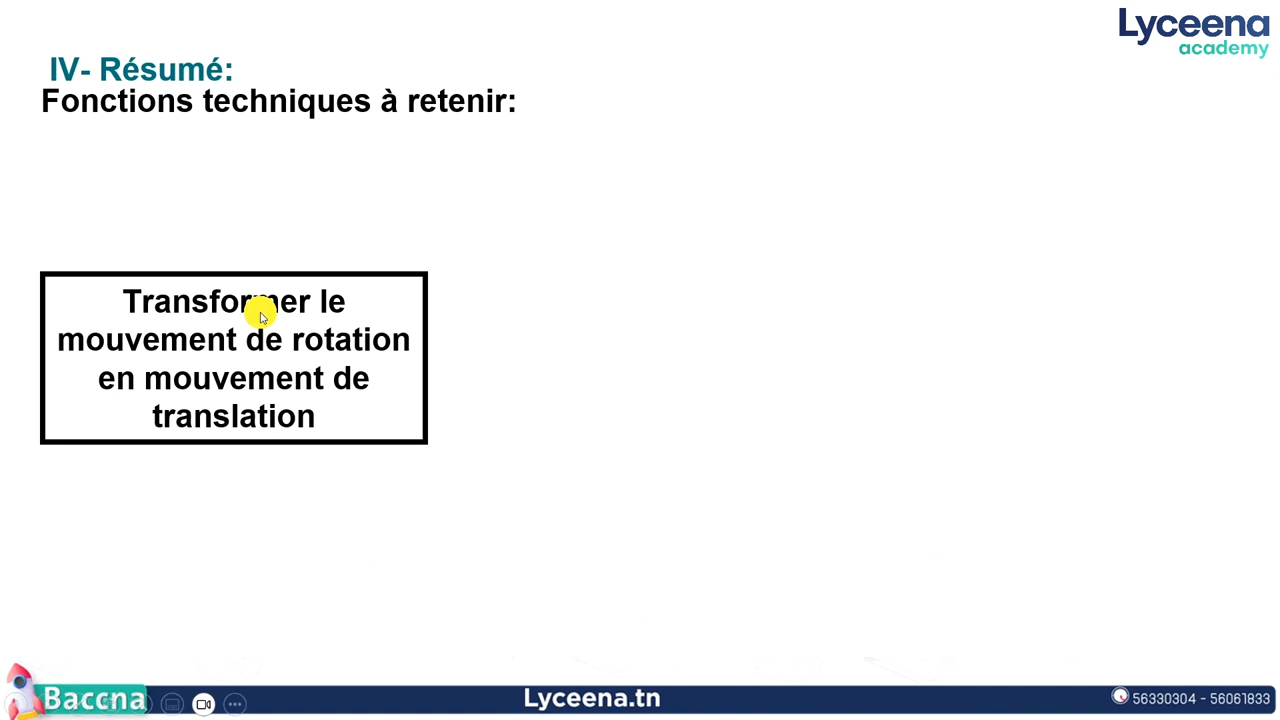 Lyceena
academy
IV- Résumé:
Fonctions techniques à retenir:
Transformer le
mouvement de rotation
en mouvement de
translation
Baccna
Lyceena.tn
56330304 - 56061833